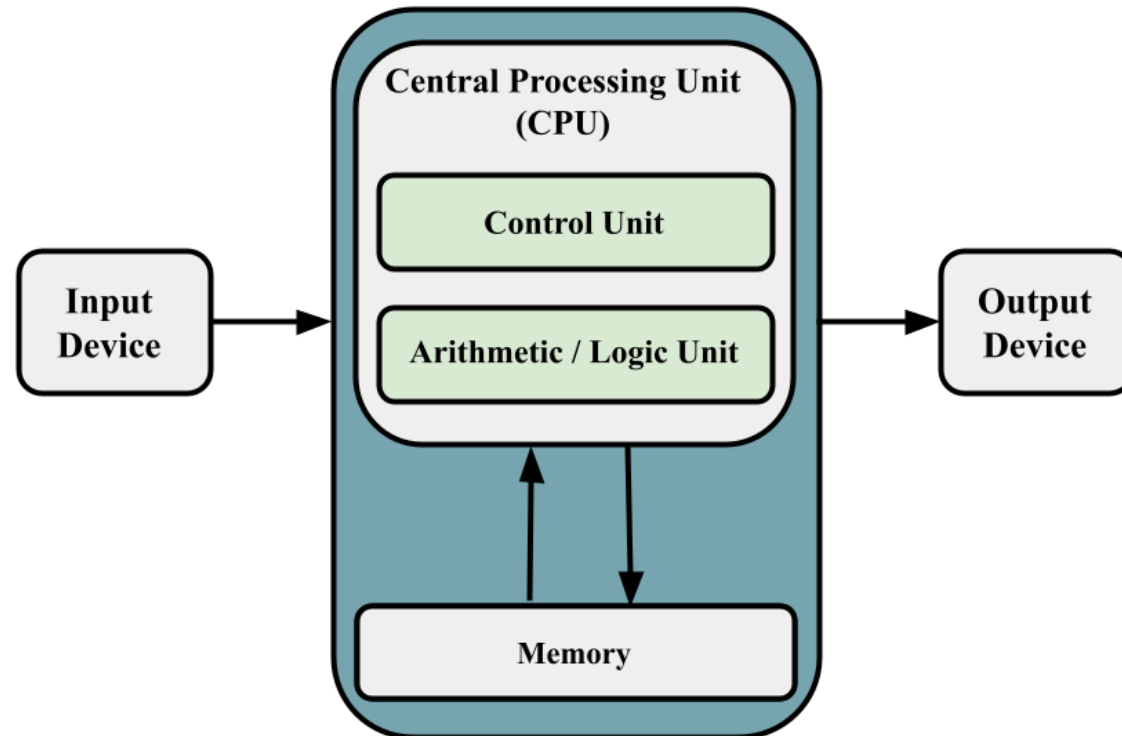 Central Processing Unit
(CPU)
Control Unit
Input
Device
Arithmetic / Logic Unit
Output
Device
Memory